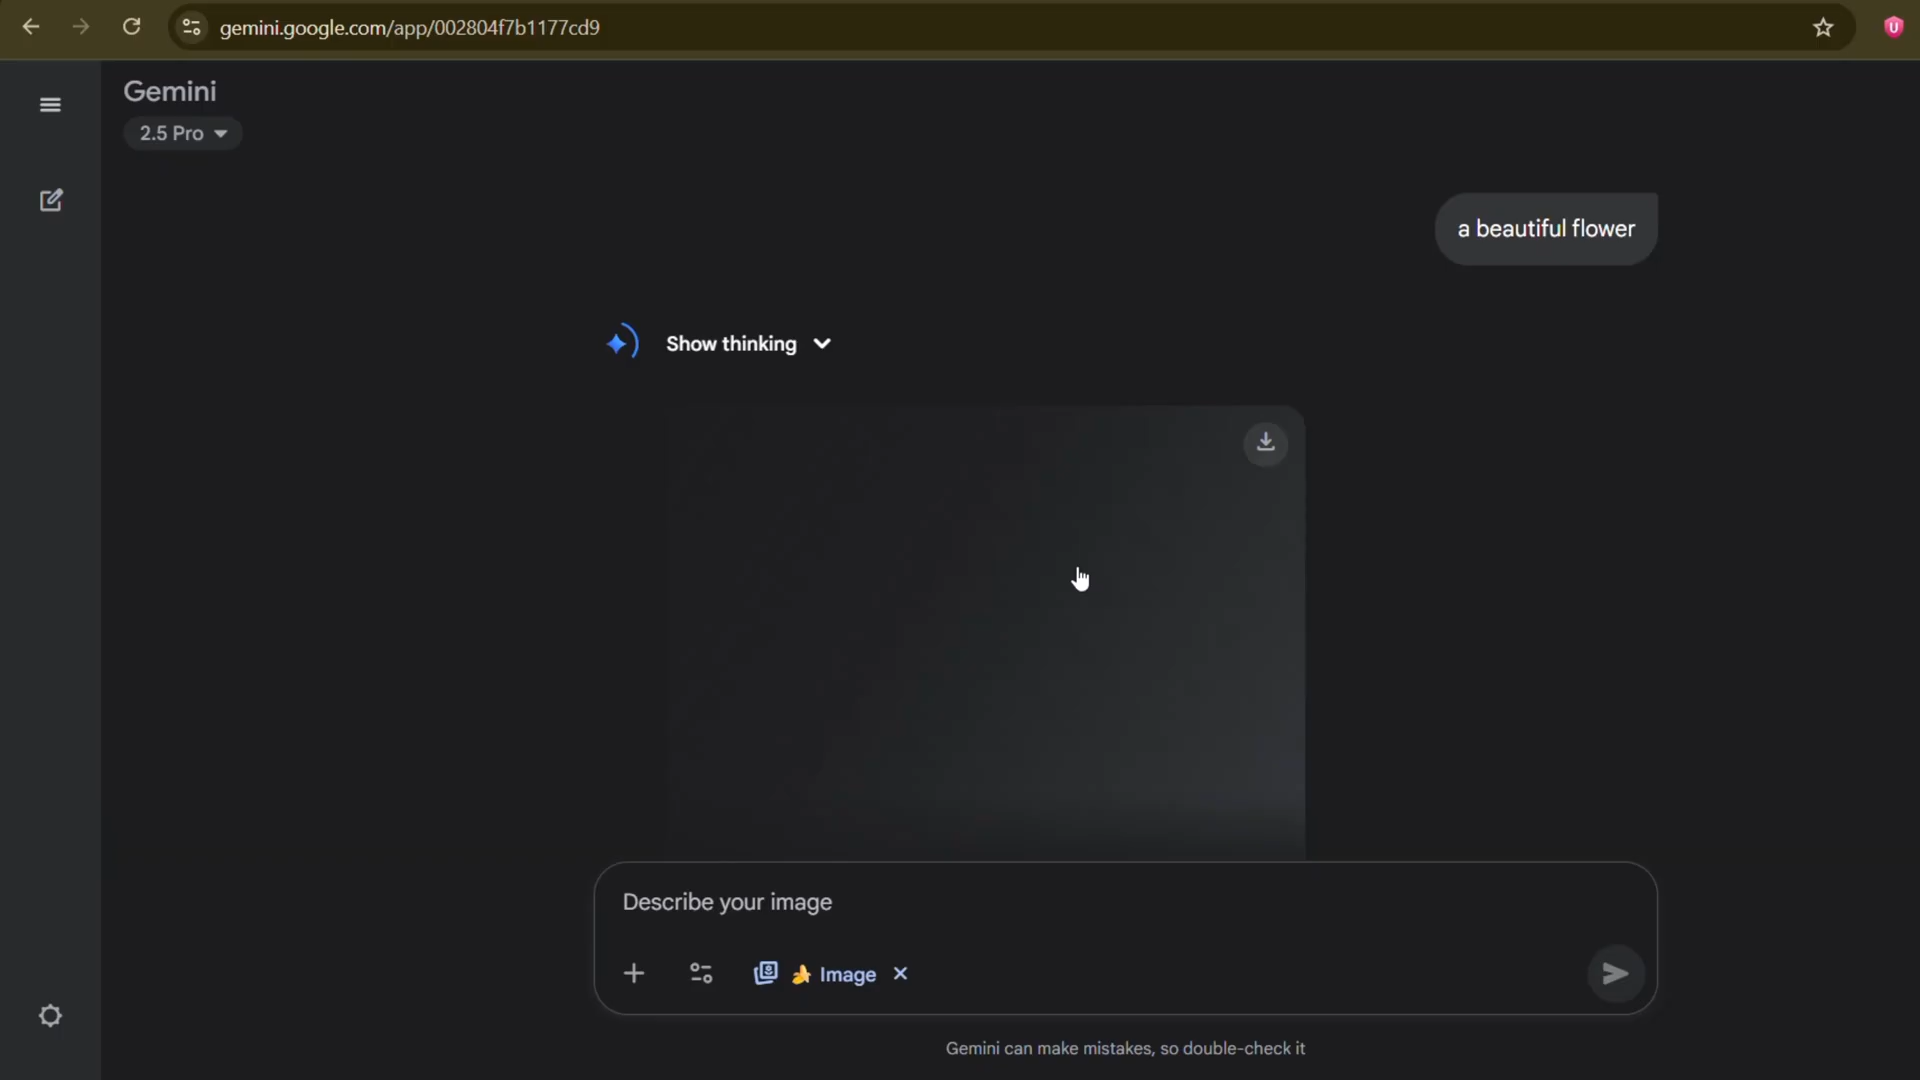 gemini.google.com/app/002804f7b1177cd9
U
Gemini
2.5 Pro
a beautiful flower
Show thinking
Describe your image
Image
Gemini can make mistakes, so double-check it